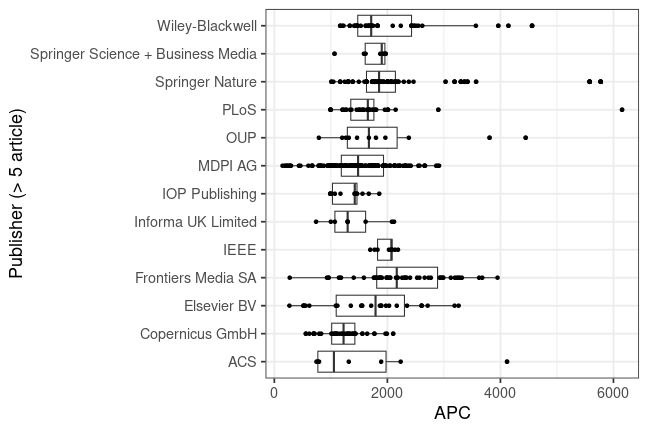 Publisher (> 5 article)
Wiley-Blackwell
Springer Science + Business Media
Springer Nature
PLoS
OUP
MDPI AG
IOP Publishing
Informa UK Limited
IEEE
Frontiers Media SA
Elsevier BV
Copernicus GmbH
ACS
0 2000 4000 6000
APC